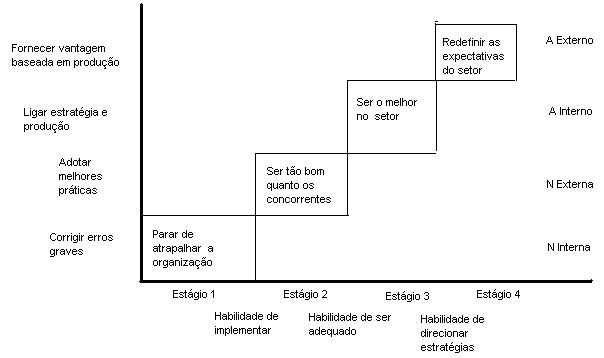 Fornecer vantagem
baseada em produção
Redefinir as
expectativas
do setor
A Externo
Ligar estratégia e
produção
Ser o melhor
no setor
A Interno
Adotar
melhores
práticas
Ser tão bom
quanto os
concorrentes
N Externa
Corrigir erros
graves
Parar de
atrapalhar a
organização
N Interna
Estágio 1
Estágio 2
Estágio 3
Estágio 4
Habilidade de
implementar
Habilidade de ser
adequado
Habilidade de
direcionar
estratégias